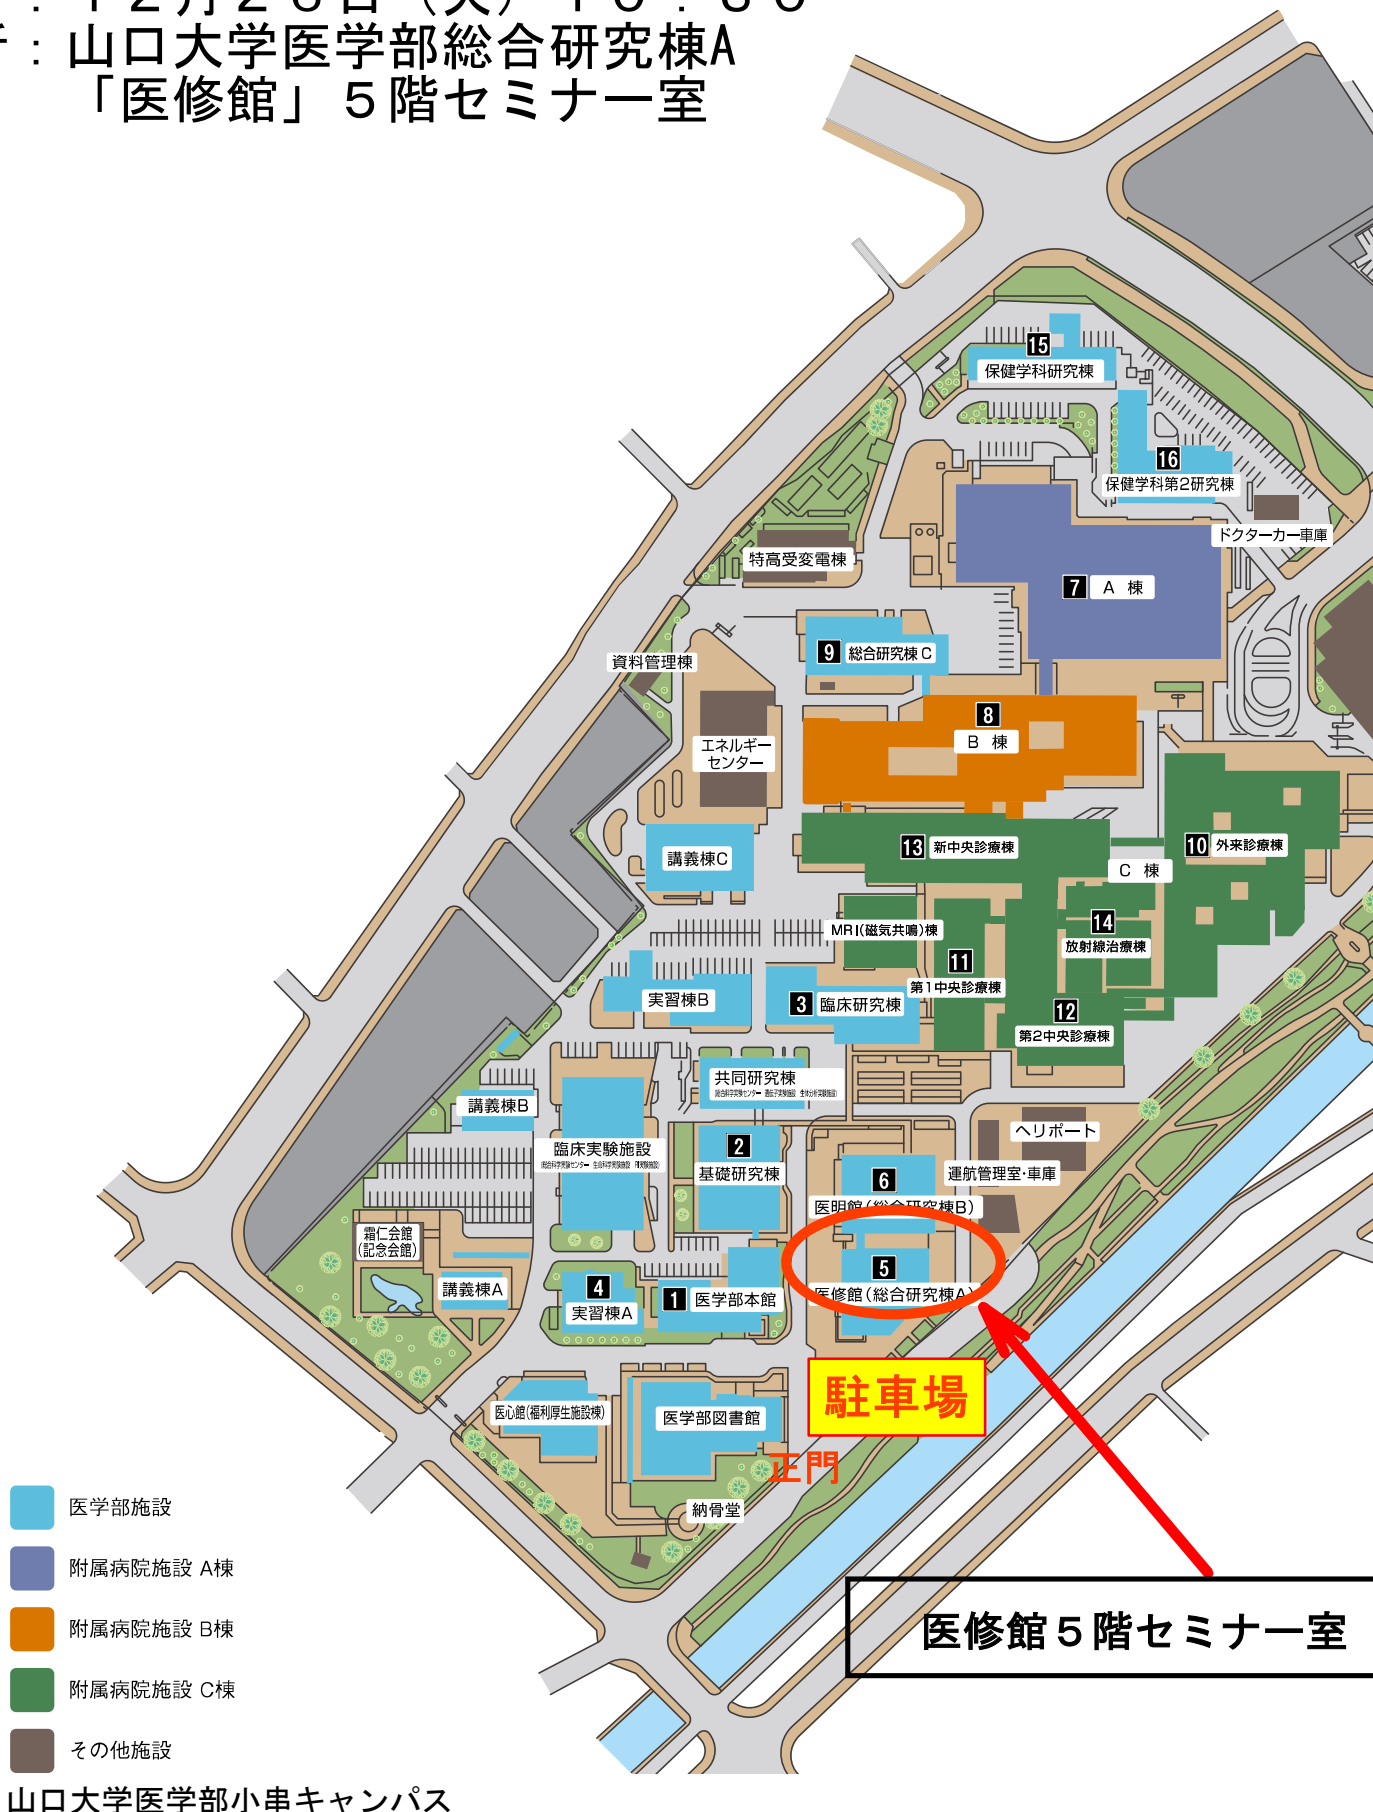 山口大学医学部総合研究棟A
「医修館」５階セミナー室
15
保健学科研究棟
16
保健学科第2研究棟
ドクターカー車庫
特高受変電棟
7 A 棟
9 総合研究棟 C
資料管理棟
8
B 棟
エネルギー
センター
講義棟C
13 新中央診療棟
10 外来診療棟
C 棟
MRI(磁気共鳴)棟
14
放射線治療棟
11
第1中央診療棟
実習棟B
3 臨床研究棟
12
第2中央診療棟
共同研究棟
講義棟B
臨床実験施設
2
基礎研究棟
ヘリポート
運航管理室・車庫
6
医明館(総合研究棟B)
霜仁会館
(記念会館)
講義棟A
4
実習棟A
1 医学部本館
5
医修館(総合研究棟A)
駐車場
医心館(福利厚生施設棟)
医学部図書館
正門
納骨堂
医学部施設
附属病院施設 A棟
附属病院施設 B棟
附属病院施設 C棟
その他施設
医修館５階セミナー室
山口大学医学部小串キャンパス